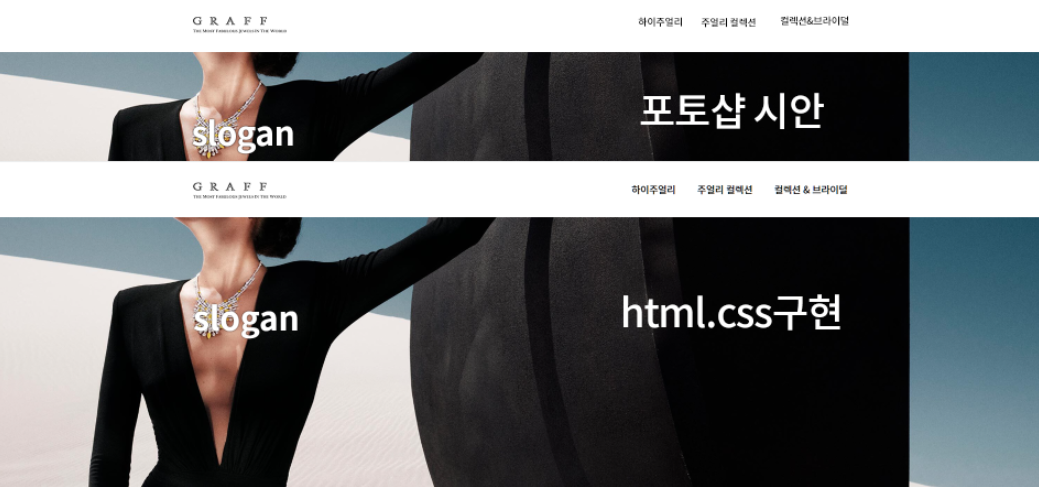 GRAFF
THE MOST FABULOUS JEWELS IN THE WORLD
하이주얼리 주얼리 컬렉션 컬렉션&브라이덜
slogan
포토샵 시안
GRAFF
THE MOST FABULOUS JEWELS IN THE WORLD
하이주얼리 주얼리 컬렉션 컬렉션 & 브라이덜
slogan
html.css구현